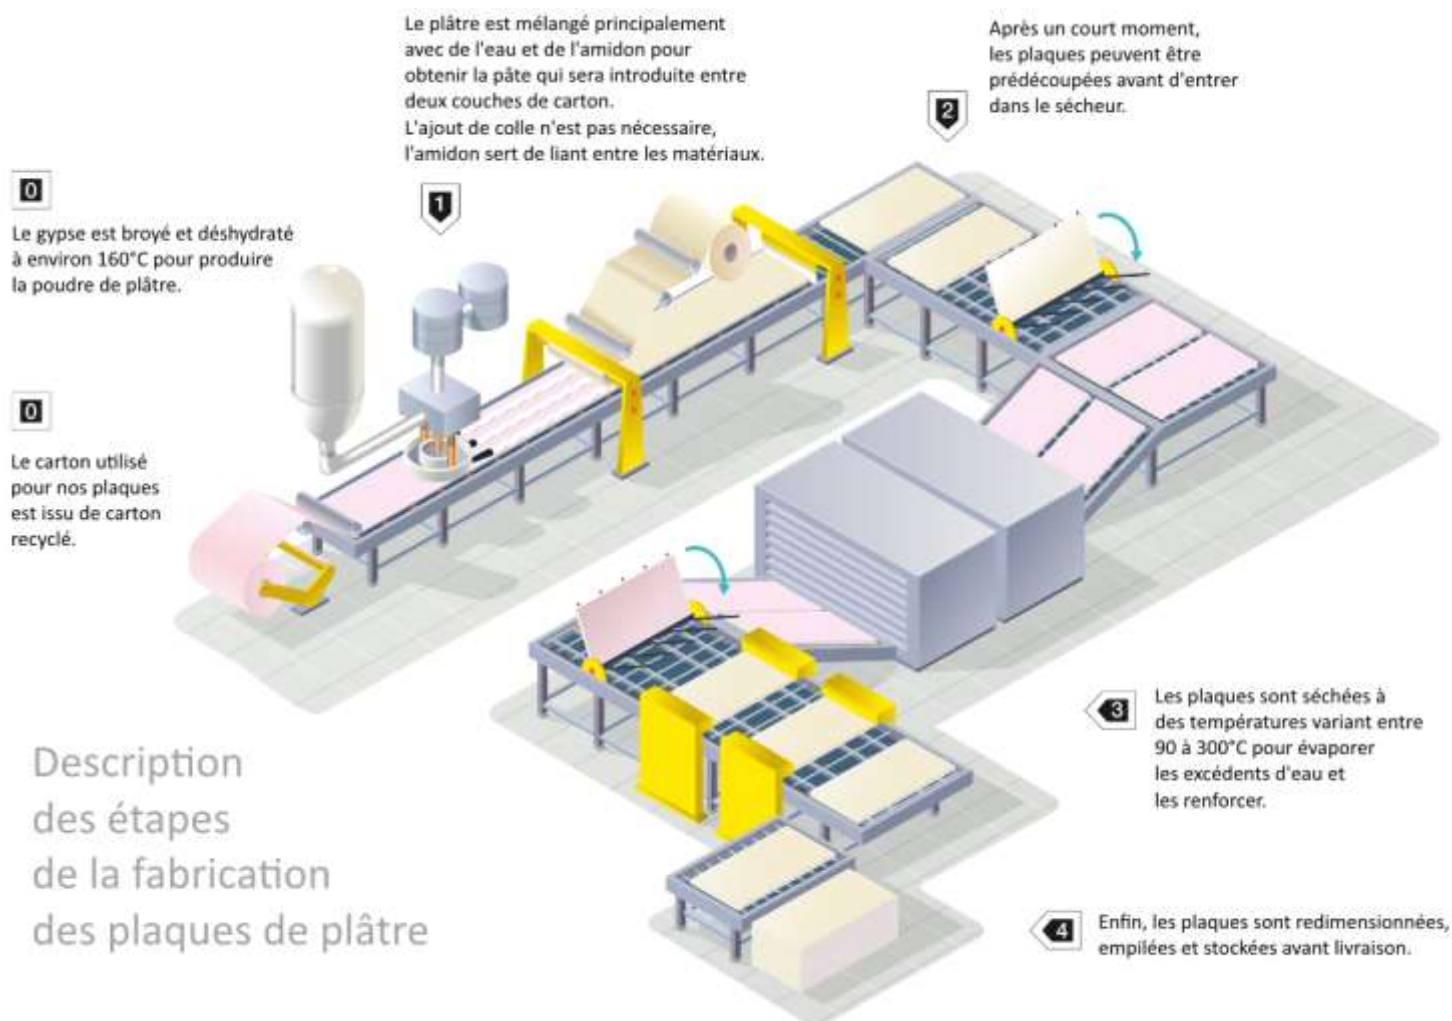 0
Le gypse est broyé et déshydraté
à environ 160°C pour produire
la poudre de plâtre.
0
Le carton utilisé
pour nos plaques
est issu de carton
recyclé.
Le plâtre est mélangé principalement
avec de l'eau et de l'amidon pour
obtenir la pâte qui sera introduite entre
deux couches de carton.
L'ajout de colle n'est pas nécessaire,
l'amidon sert de liant entre les matériaux.
1
Après un court moment,
les plaques peuvent être
prédécoupées avant d'entrer
dans le sécheur.
2
3
Les plaques sont séchées à
des températures variant entre
90 à 300°C pour évaporer
les excédents d'eau et
les renforcer.
4
Enfin, les plaques sont redimensionnées,
empilées et stockées avant livraison.
Description
des étapes
de la fabrication
des plaques de plâtre